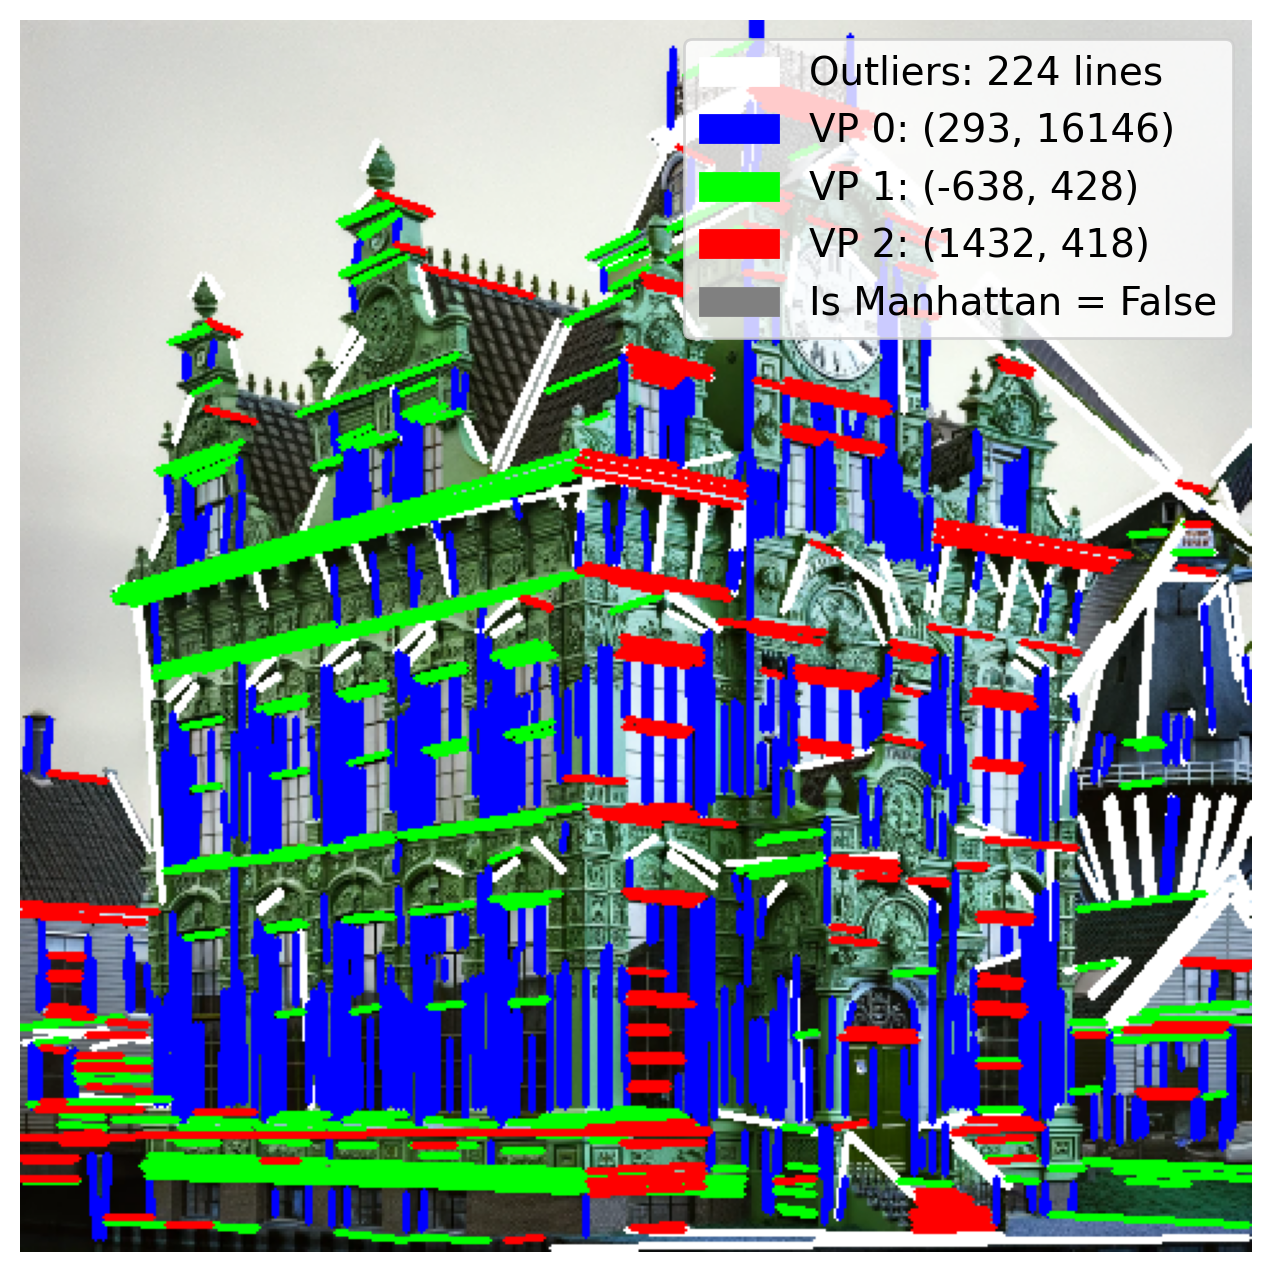 Outliers: 224 lines
VP 0: (293, 16146)
VP 1: (-638, 428)
VP 2: (1432, 418)
Is Manhattan = False